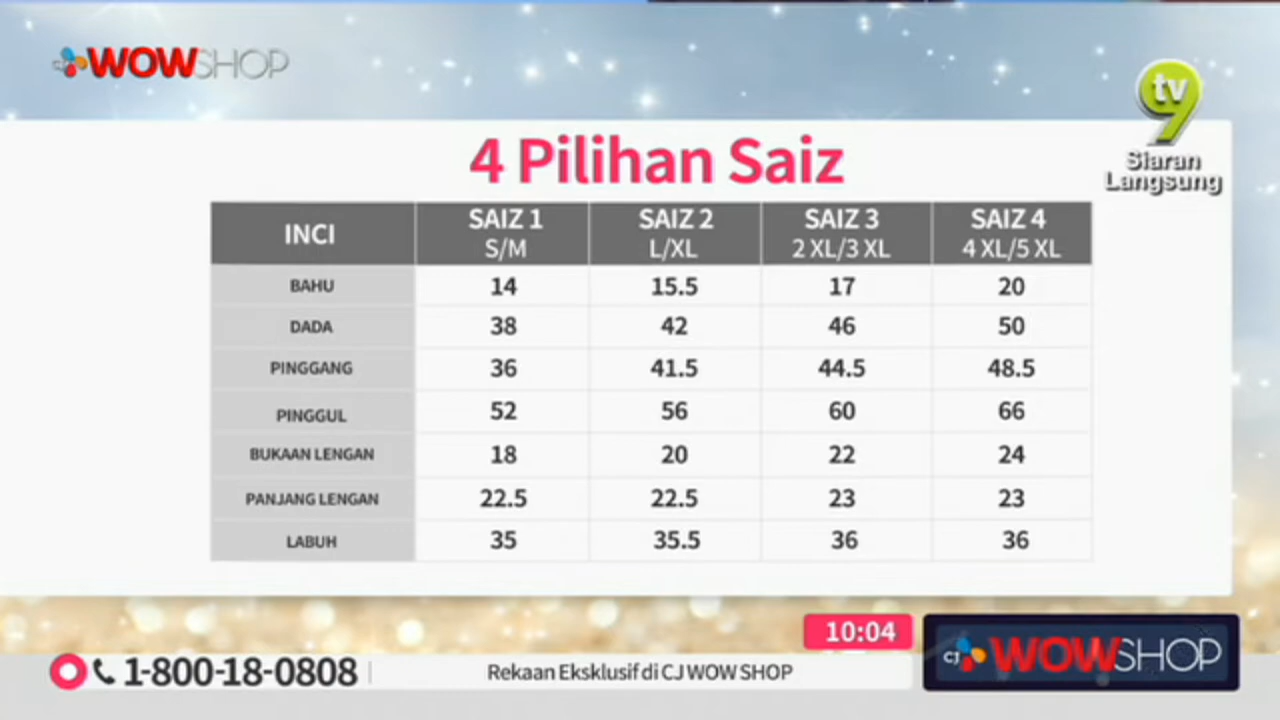 CJ WOWSHOP
tv9
Siaran
Langsung
4 Pilihan Saiz
INCI SAIZ 1 S/M SAIZ 2 L/XL SAIZ 3 2 XL/3 XL SAIZ 4 4 XL/5 XL
BAHU 14 15.5 17 20
DADA 38 42 46 50
PINGGANG 36 41.5 44.5 48.5
PINGGUL 52 56 60 66
BUKAAN LENGAN 18 20 22 24
PANJANG LENGAN 22.5 22.5 23 23
LABUH 35 35.5 36 36
10:04
1-800-18-0808
Rekaan Eksklusif di CJ WOW SHOP
CJ WOWSHOP